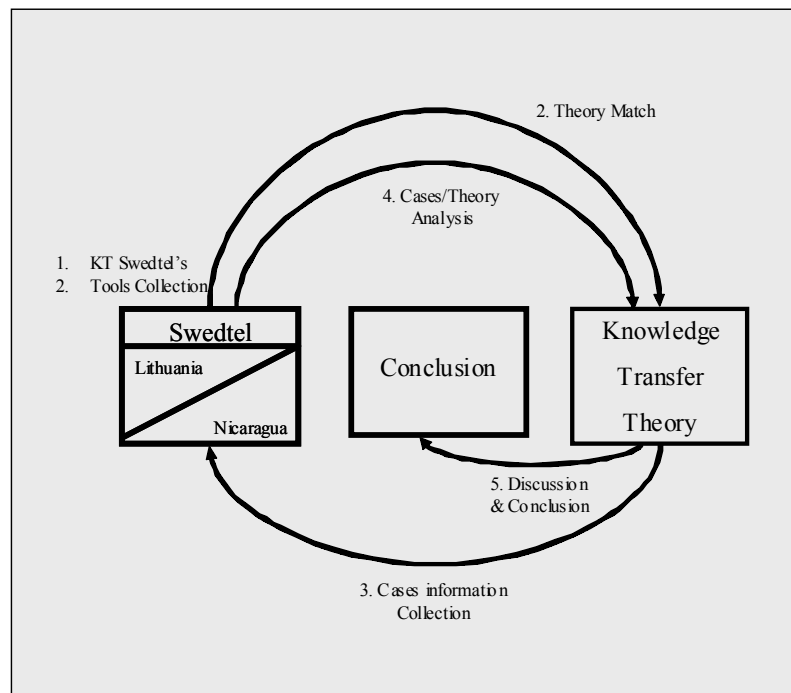 2. Theory Match
4. Cases/Theory
Analysis
1. KT Swedtel's
2. Tools Collection
Swedtel
Lithuania
Nicaragua
Conclusion
Knowledge
Transfer
Theory
5. Discussion
& Conclusion
3. Cases information
Collection